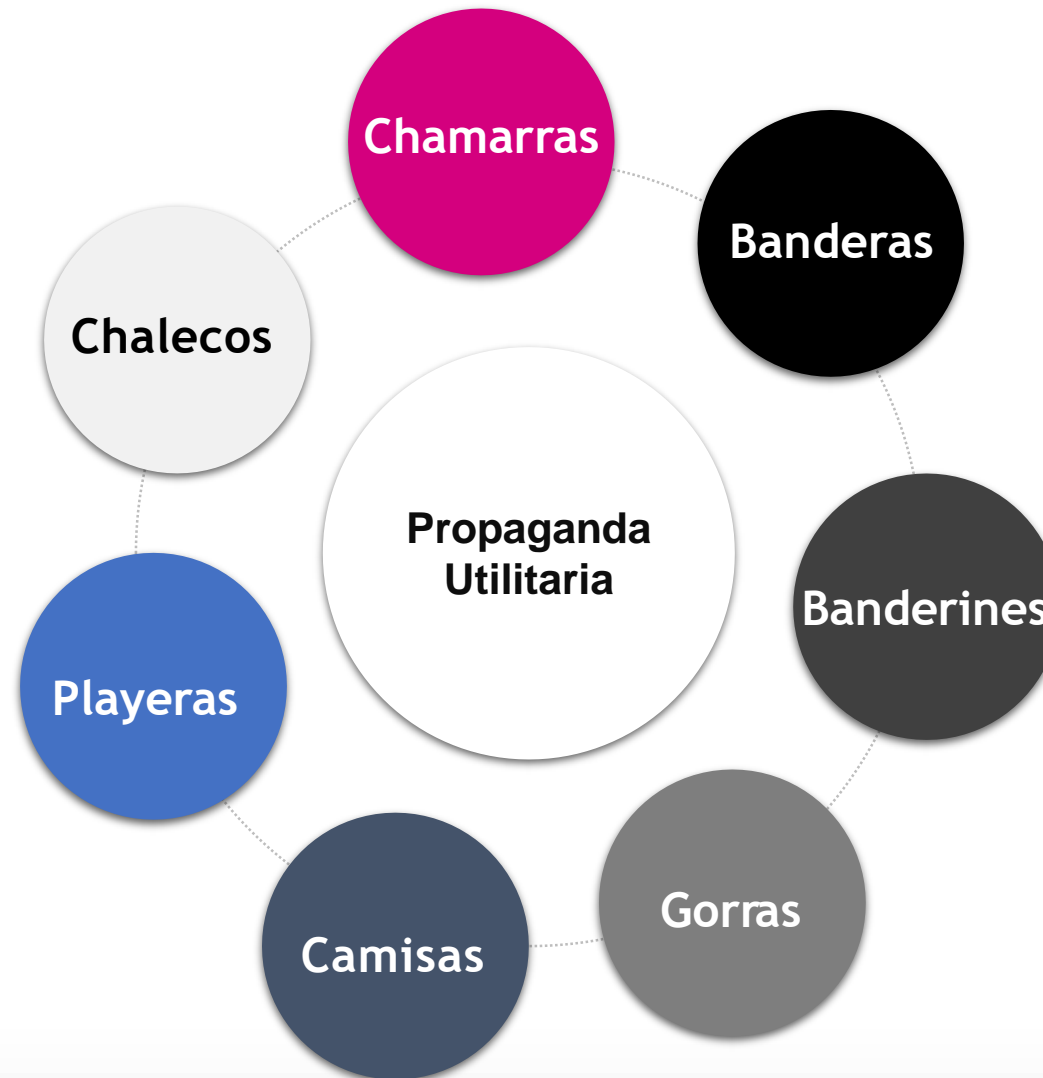 Chamarras
Banderas
Chalecos
Propaganda
Utilitaria
Banderines
Playeras
Gorras
Camisas